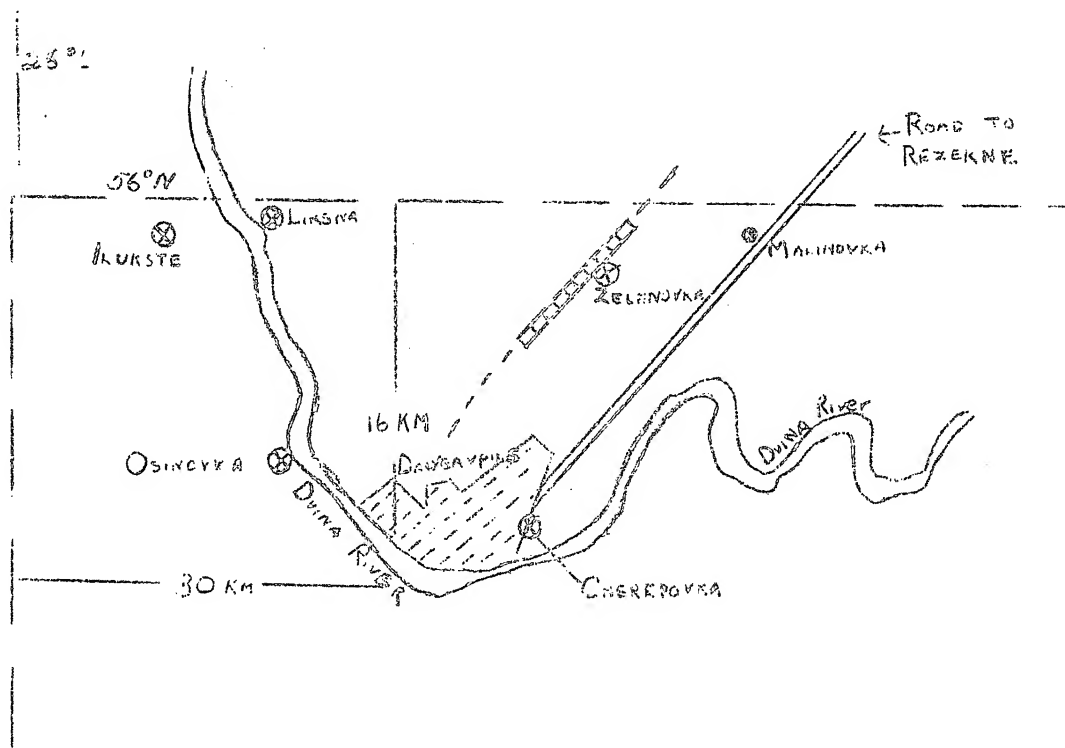 ← ROAD TO
REZEKNE
56°N
LIKSNA
ILUKSTE
MALINOVKA
ZELENOVKA
16 KM
DAUGAVPILS
DVINA RIVER
OSINOVKA
DVINA RIVER
30 KM
CHEREPOVKA